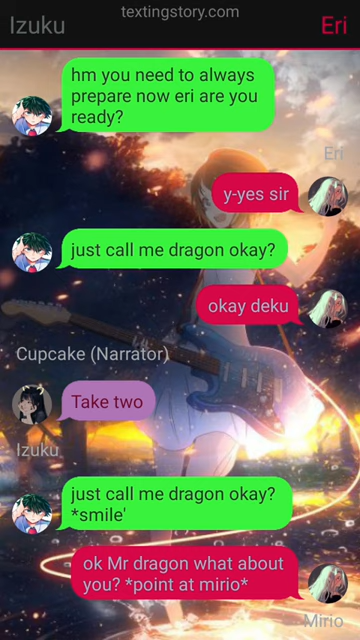 textingstory.com
Izuku
Eri
hm you need to always
prepare now eri are you
ready?
Eri
y-yes sir
just call me dragon okay?
okay deku
Cupcake (Narrator)
Take two
Izuku
just call me dragon okay?
*smile'
ok Mr dragon what about
you? *point at mirio*
Mirio